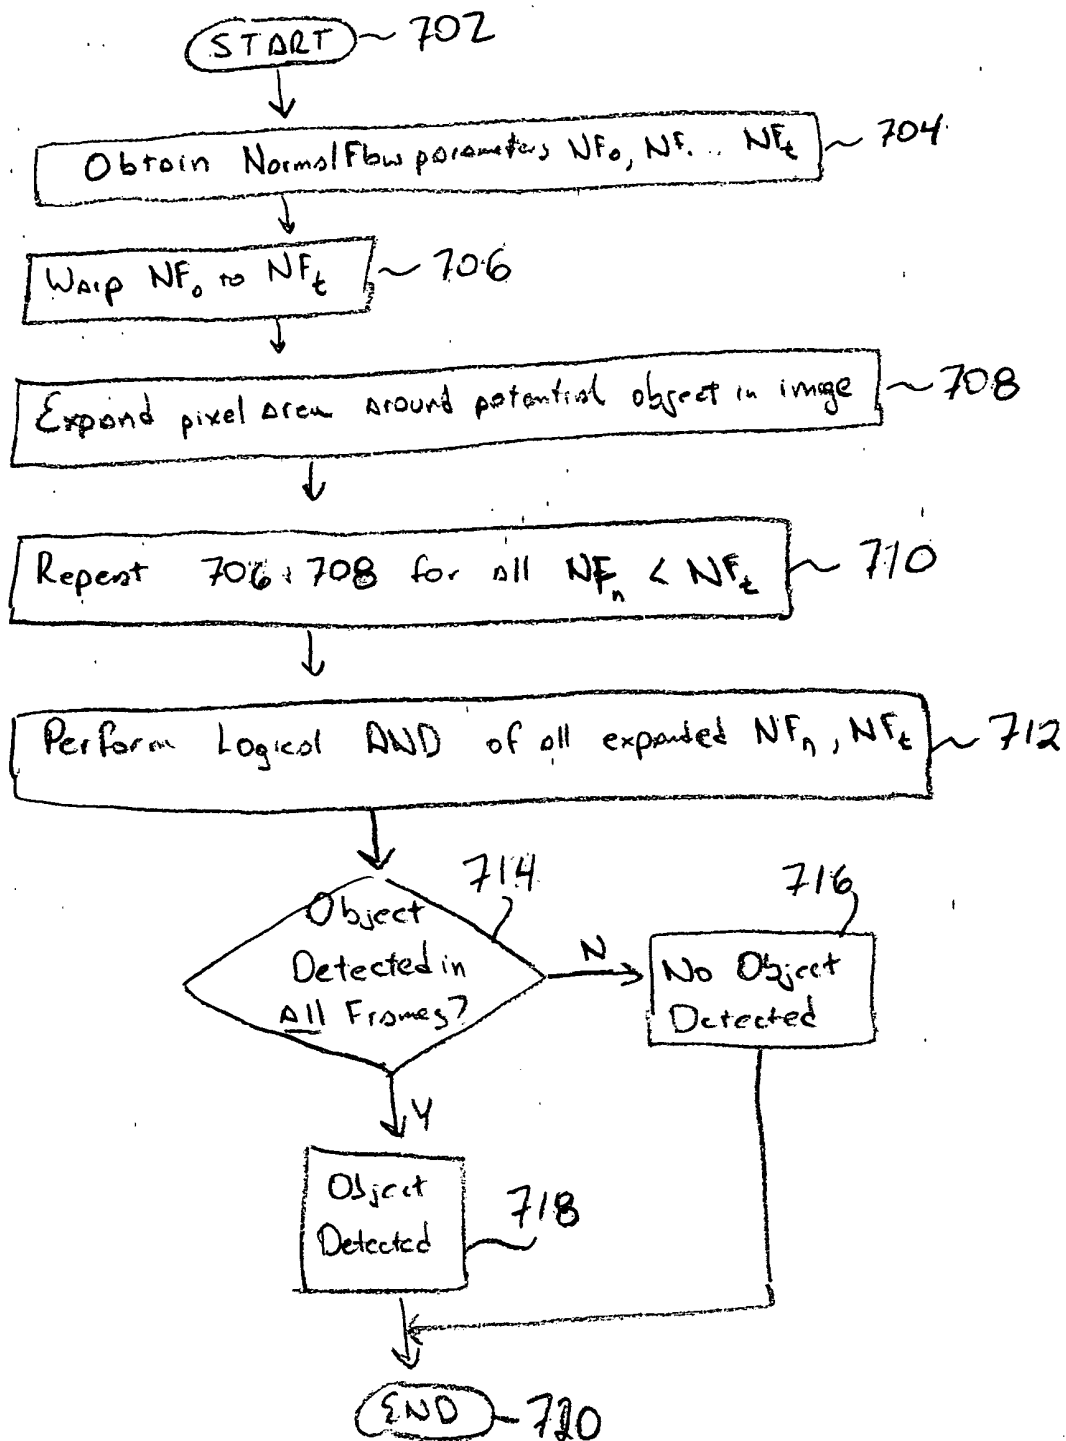 START 702
Obtain Normal Flow parameters NF₀, NF. .. NFₜ 704
Warp NF₀ to NFₜ 706
Expand pixel area around potential object in image 708
Repeat 706 & 708 for all NFₙ < NFₜ 710
Perform Logical AND of all expanded NFₙ, NFₜ 712
714
716
Object
Detected in
All Frames?
N
No Object
Detected
Y
Object
Detected
718
END 720